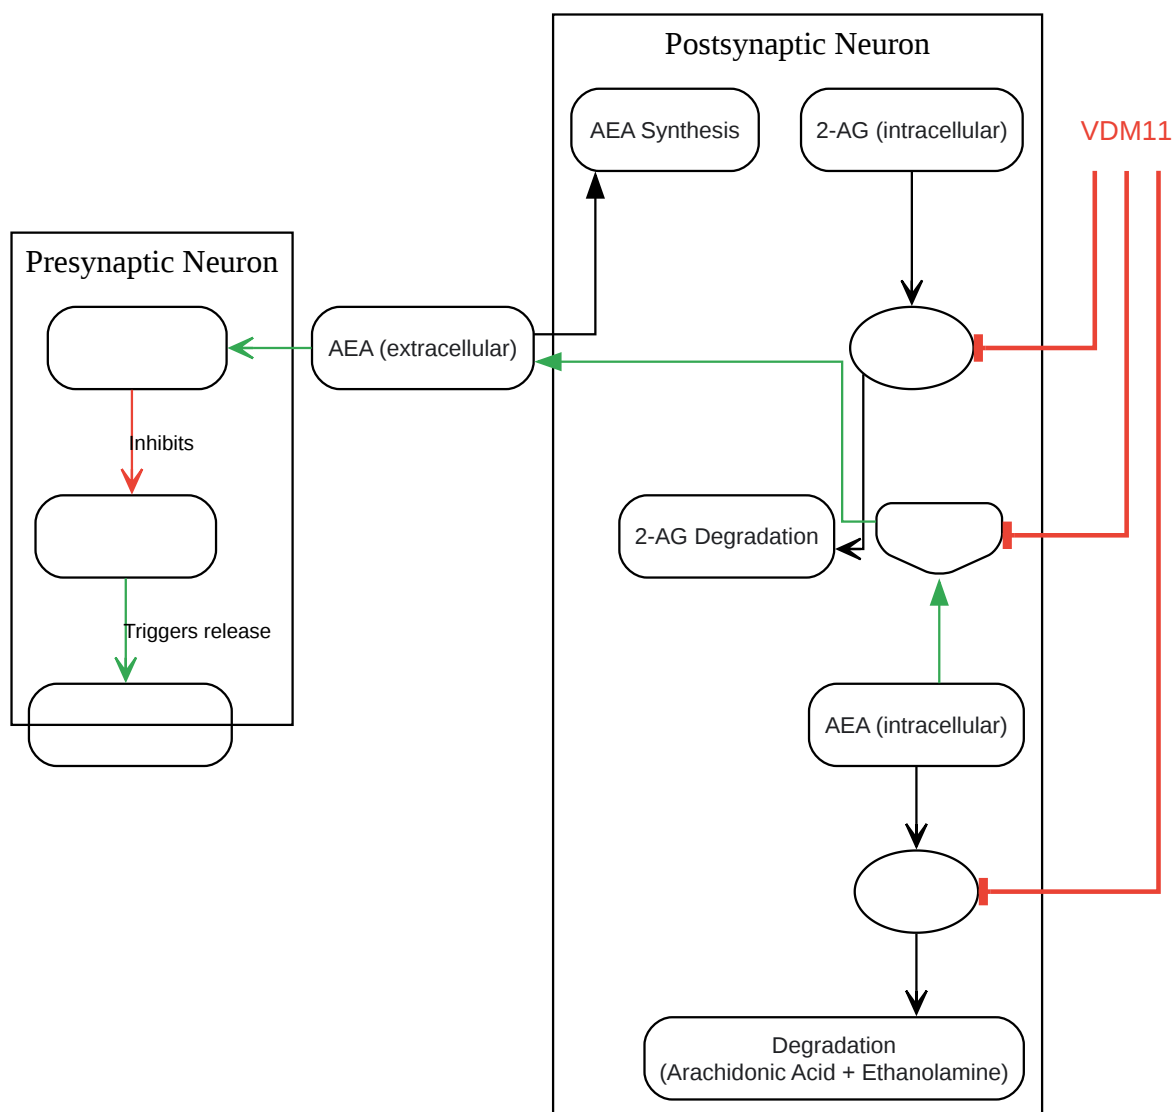 Postsynaptic Neuron
AEA Synthesis
2-AG (intracellular)
VDM11
Presynaptic Neuron
AEA (extracellular)
Inhibits
2-AG Degradation
Triggers release
AEA (intracellular)
Degradation
(Arachidonic Acid + Ethanolamine)